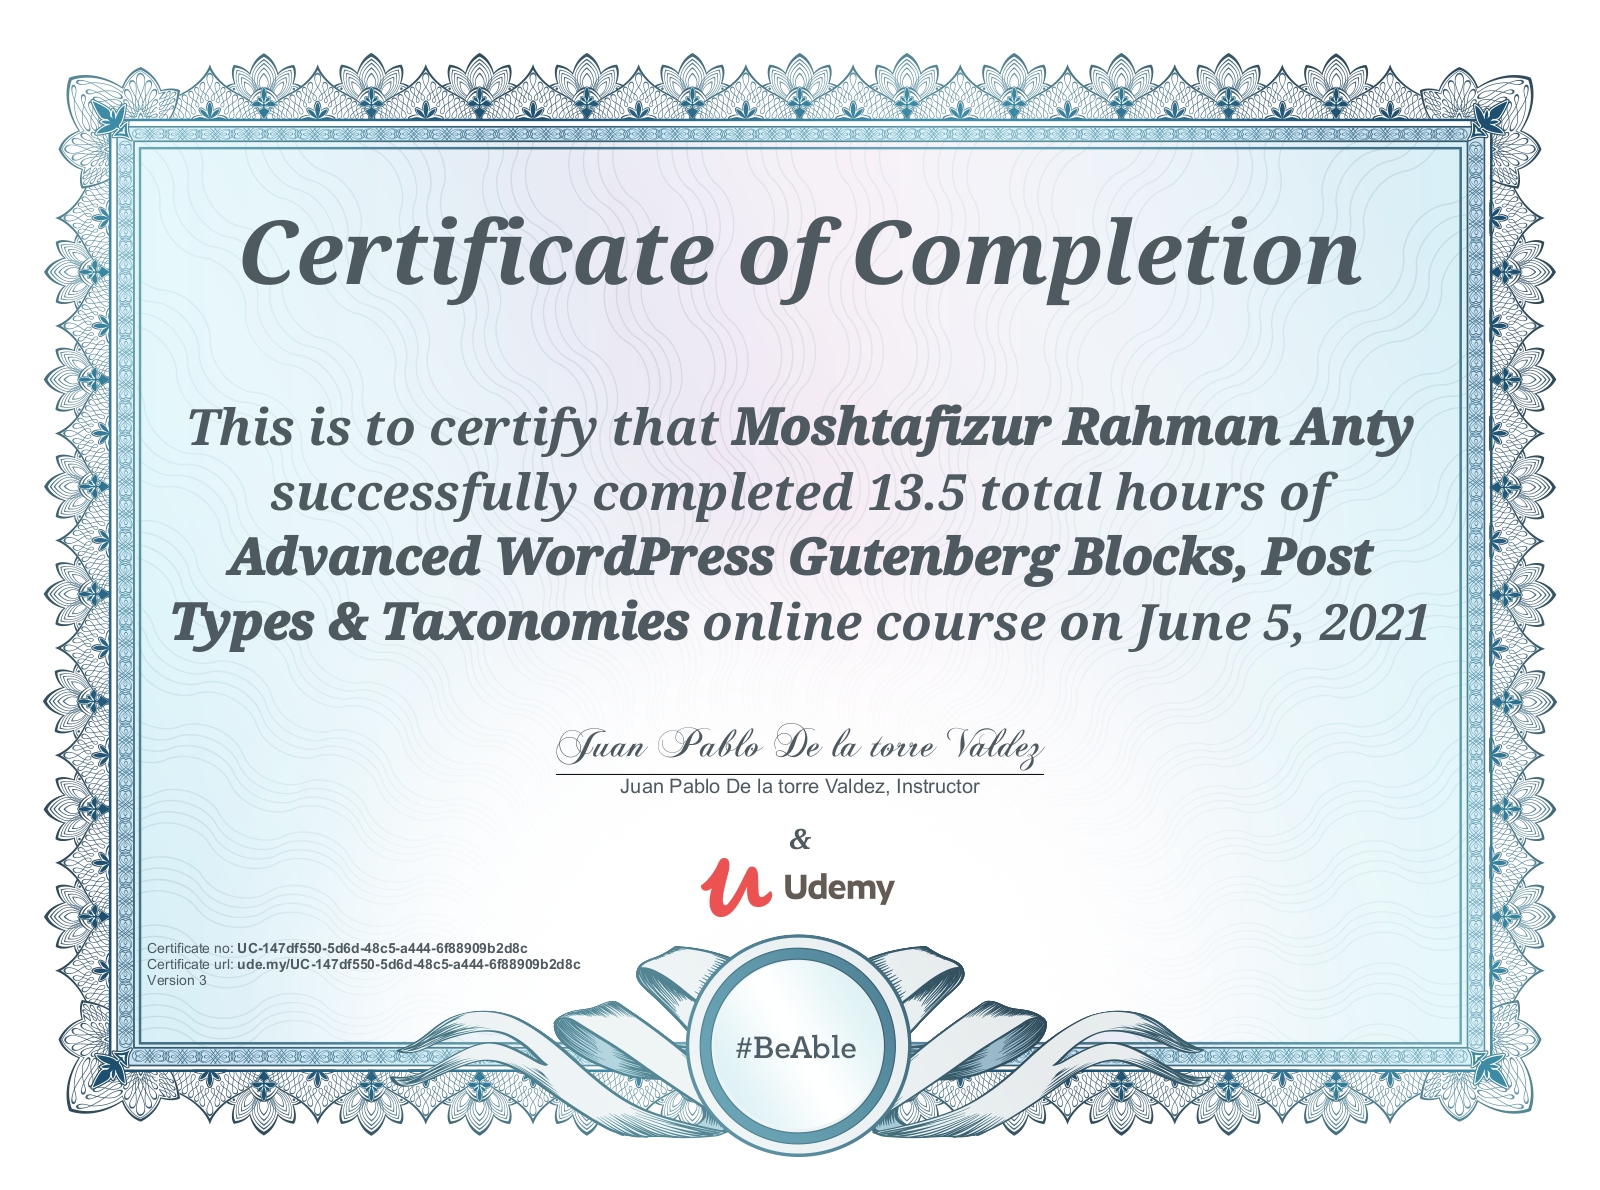 Certificate of Completion
This is to certify that Moshtafizur Rahman Anty
successfully completed 13.5 total hours of
Advanced WordPress Gutenberg Blocks, Post
Types & Taxonomies online course on June 5, 2021
Juan Pablo De la torre Valdez
Juan Pablo De la torre Valdez, Instructor
&
Udemy
Certificate no: UC-147df550-5d6d-48c5-a444-6f88909b2d8c
Certificate url: ude.my/UC-147df550-5d6d-48c5-a444-6f88909b2d8c
Version 3
#BeAble